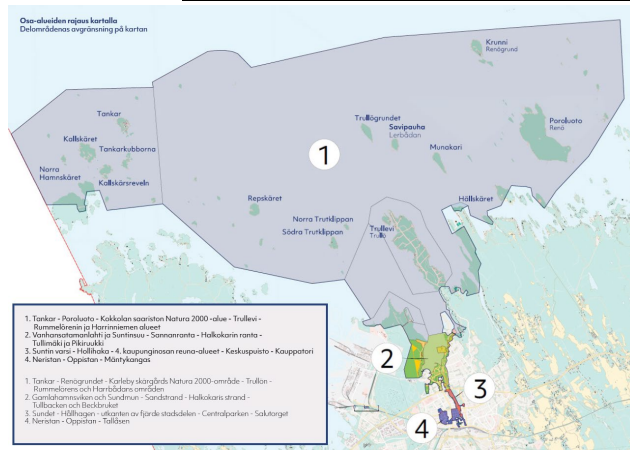 Osa-alueiden rajaus kartalla
Delområdenas avgränsning på kartan
Krunni
Renögrund
Tankar
Kallskäret
Tankarkubbarna
Norra
Hamnskäret
Kallskärsreveln
Trullögrundet
Savipauha
Lerbådan
Munakari
Poroluoto
Renö
1
Repskäret
Hällskäret
Norra Trutklippan
Södra Trutklippan
Trullevi
Trullö
1. Tankar - Poroluoto - Kokkolan saariston Natura 2000 -alue - Trullevi -
Rummelörenin ja Harrinniemen alueet
2. Vanhansatamanlahti ja Suntinsuu - Sannanranta - Halkokarin ranta -
Tullimäki ja Pikiruukki
3. Suntin varsi - Hollihaka - 4. kaupunginosan reuna-alueet - Keskuspuisto - Kauppatori
4. Neristan - Oppistan - Mäntykangas
1. Tankar - Renögrundet - Karleby skärgårds Natura 2000-område - Trullön -
Rummelörens och Harrbådans områden
2. Gamlahamnsviken och Sundmun - Sandstrand - Halkokaris strand -
Tullbacken och Beckbruket
3. Sundet - Hållhagen - utkanten av fjärde stadsdelen - Centralparken - Salutorget
4. Neristan - Oppistan - Tallåsen
2
3
4